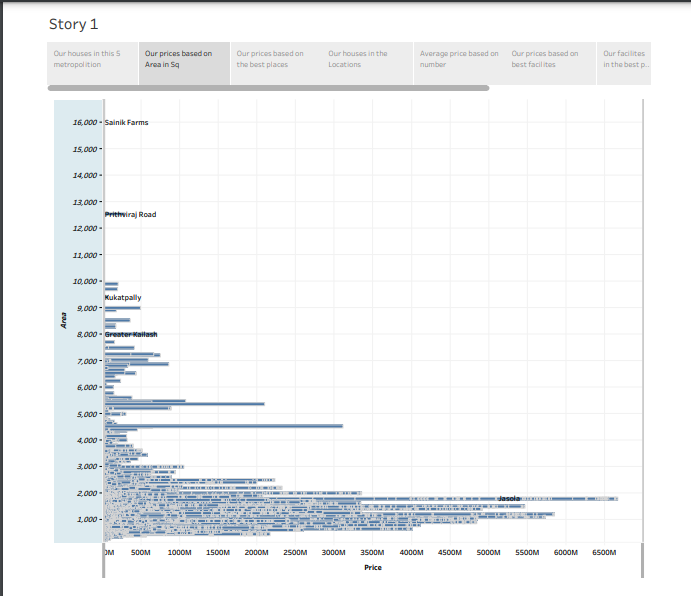 Story 1
Our houses in this 5
metropolition
Our prices based on
Area in Sq
Our prices based on
the best places
Our houses in the
Locations
Average price based on
number
Our prices based on
best facilites
Our facilites
in the best p..
16,000
Sainik Farms
15,000
14,000
13,000
Prithviraj Road
12,000
11,000
10,000
Kukatpally
9,000
8,000
Greater Kailash
7,000
6,000
5,000
4,000
3,000
2,000
Jasola
1,000
Area
0M 500M 1000M 1500M 2000M 2500M 3000M 3500M 4000M 4500M 5000M 5500M 6000M 6500M
Price